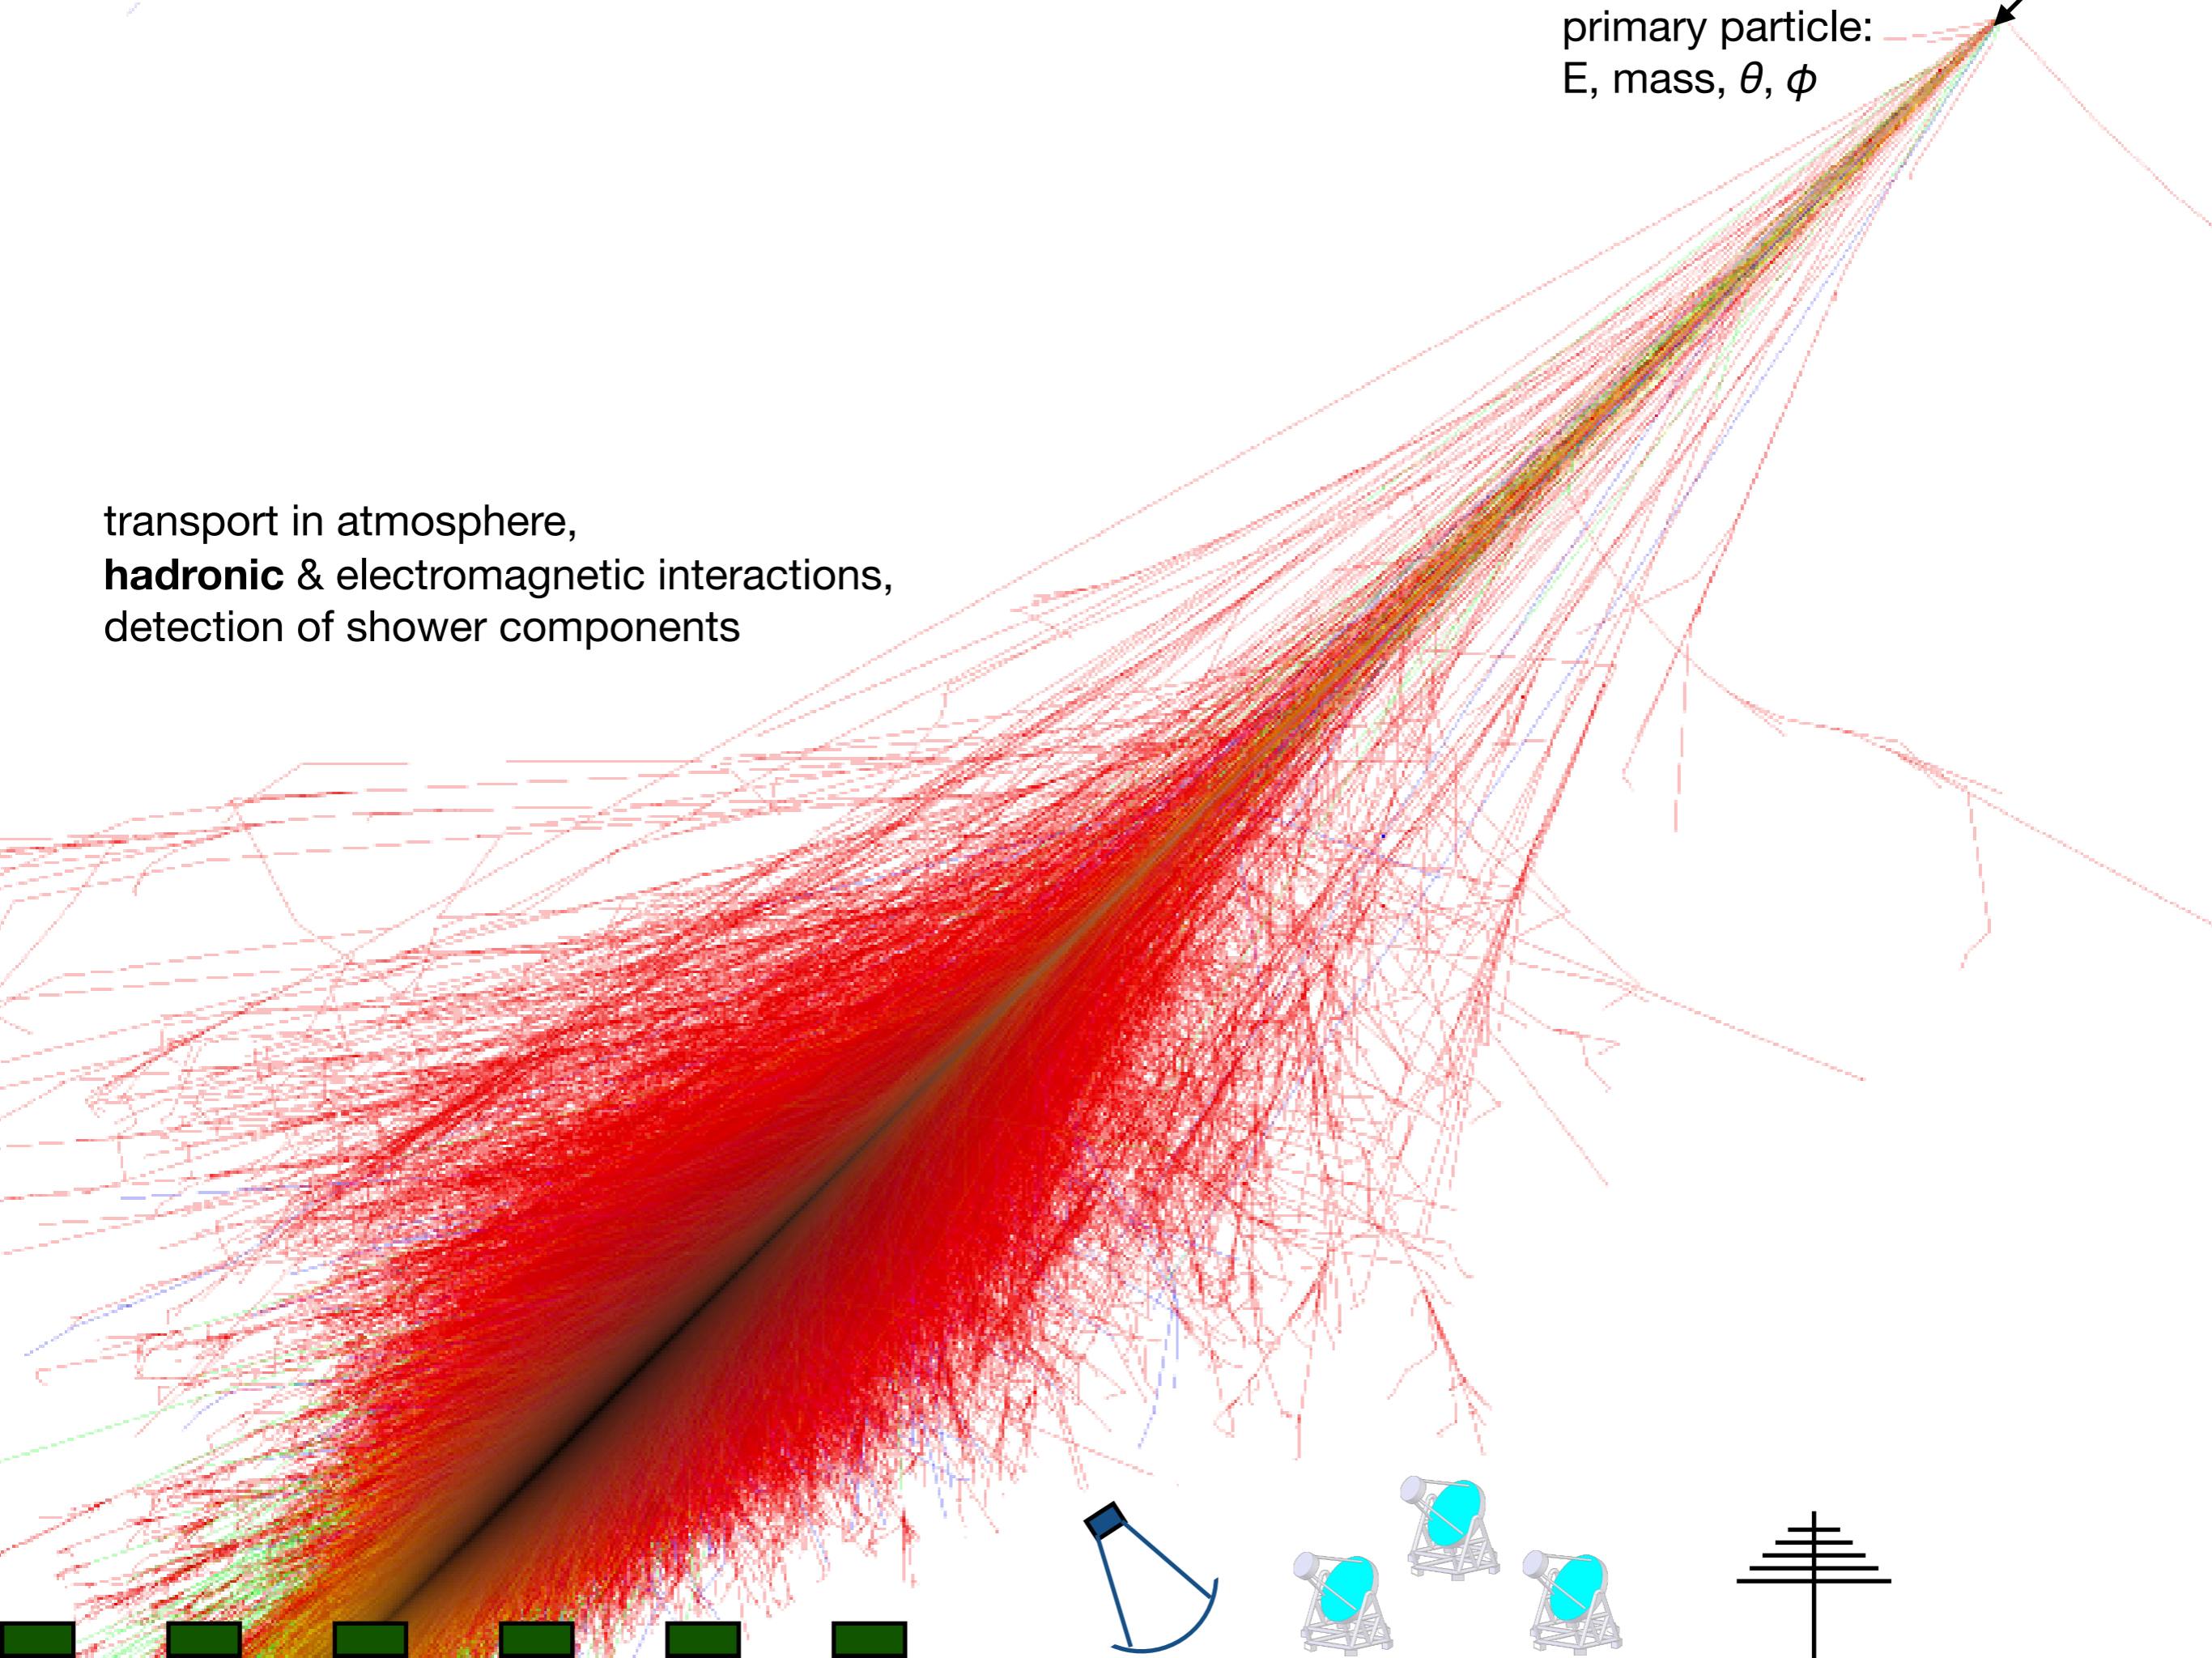 primary particle:
E, mass, θ, ϕ
transport in atmosphere,
hadronic & electromagnetic interactions,
detection of shower components